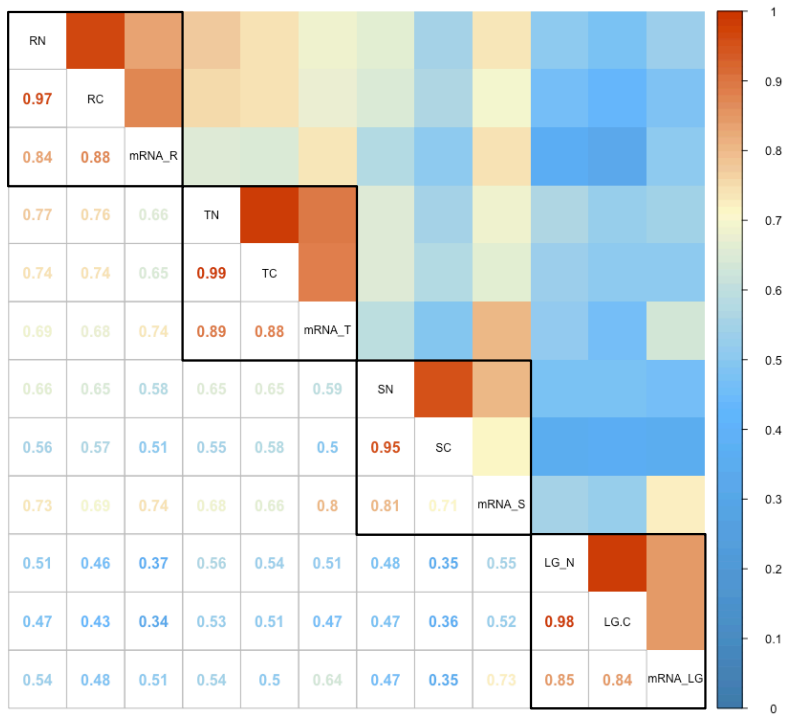 RN
0.97 RC
0.84 0.88 mRNA_R
0.77 0.76 0.66 TN
0.74 0.74 0.65 0.99 TC
0.69 0.68 0.74 0.89 0.88 mRNA_T
0.66 0.65 0.58 0.65 0.65 0.59 SN
0.56 0.57 0.51 0.55 0.58 0.5 0.95 SC
0.73 0.69 0.74 0.68 0.66 0.8 0.81 0.71 mRNA_S
0.51 0.46 0.37 0.56 0.54 0.51 0.48 0.35 0.55 LG_N
0.47 0.43 0.34 0.53 0.51 0.47 0.47 0.36 0.52 0.98 LG.C
0.54 0.48 0.51 0.54 0.5 0.64 0.47 0.35 0.73 0.85 0.84 mRNA_LG
1
0.9
0.8
0.7
0.6
0.5
0.4
0.3
0.2
0.1
0